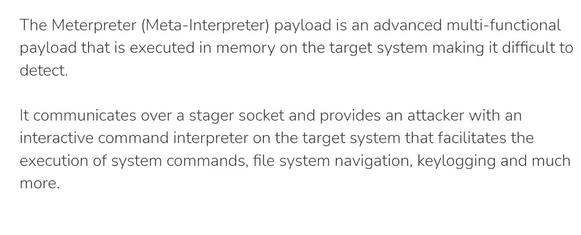 The Meterpreter (Meta-Interpreter) payload is an advanced multi-functional
payload that is executed in memory on the target system making it difficult to
detect.
It communicates over a stager socket and provides an attacker with an
interactive command interpreter on the target system that facilitates the
execution of system commands, file system navigation, keylogging and much
more.